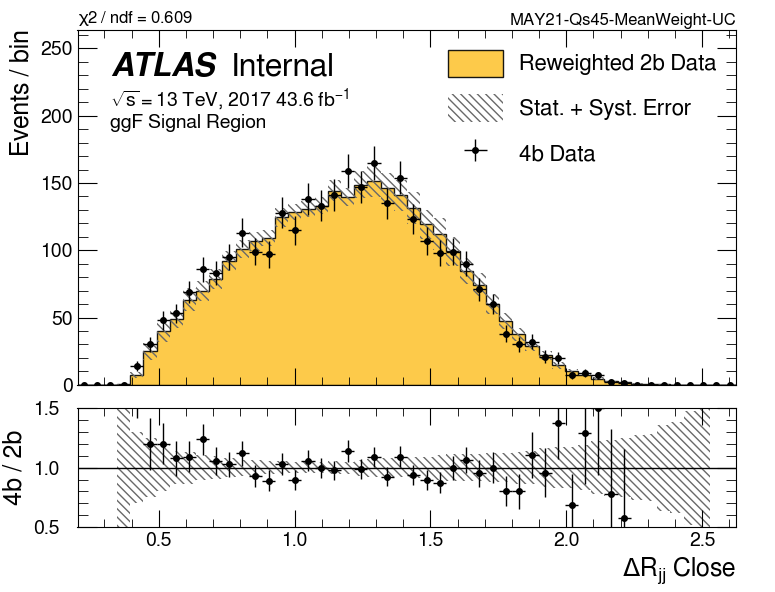 χ2 / ndf = 0.609
MAY21-Qs45-MeanWeight-UC
Events / bin
250
200
150
100
50
0
ATLAS Internal
√s = 13 TeV, 2017 43.6 fb⁻¹
ggF Signal Region
Reweighted 2b Data
Stat. + Syst. Error
4b Data
4b / 2b
1.5
1.0
0.5
0.5 1.0 1.5 2.0 2.5
ΔRjj Close